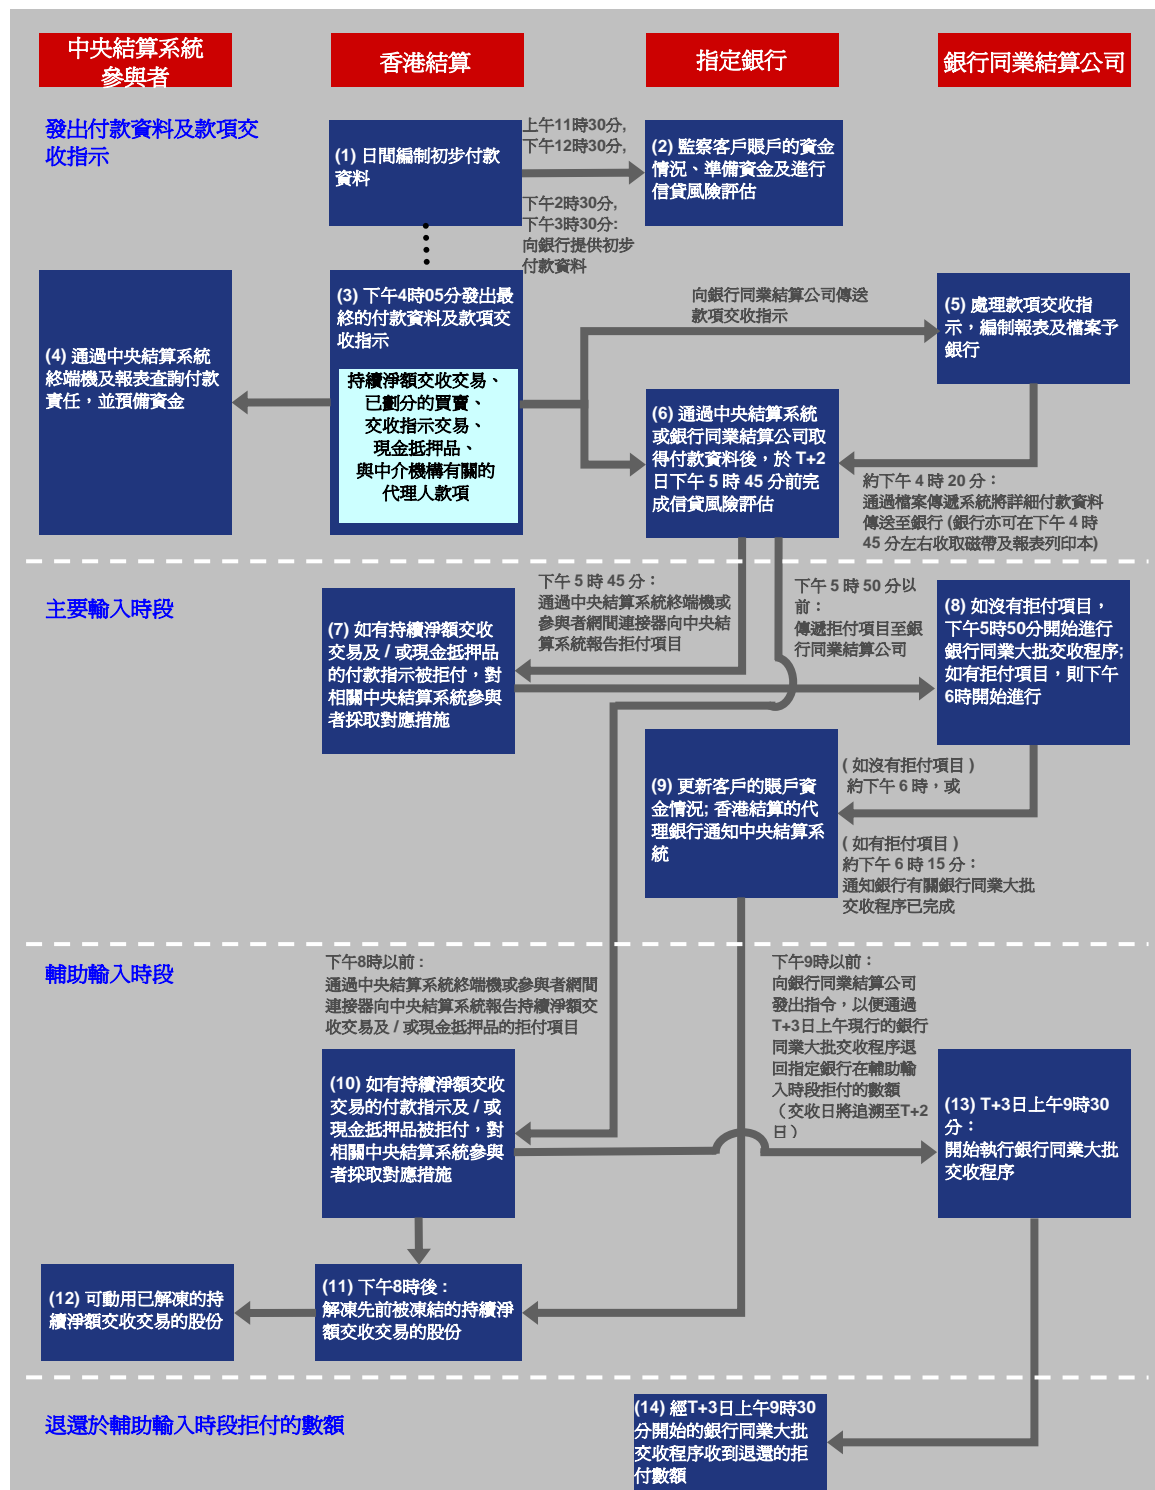 中央結算系統
參與者
香港結算
指定銀行
銀行同業結算公司
發出付款資料及款項交
收指示
(1) 日間編制初步付款
資料
上午11時30分,
下午12時30分,
下午2時30分,
下午3時30分:
向銀行提供初步
付款資料
(2) 監察客戶賬戶的資金
情況、準備資金及進行
信貸風險評估
(3) 下午4時05分發出最
終的付款資料及款項交
收指示
持續淨額交收交易、
已劃分的買賣、
交收指示交易、
現金抵押品、
與中介機構有關的
代理人款項
(4) 通過中央結算系統
終端機及報表査詢付款
責任，並預備資金
向銀行同業結算公司傳送
款項交收指示
(5) 處理款項交收指
示，編制報表及檔案予
銀行
(6) 通過中央結算系統
或銀行同業結算公司取
得付款資料後，於 T+2
日下午 5 時 45 分前完
成信貸風險評估
約下午 4 時 20 分：
通過檔案傳遞系統將詳細付款資料
傳送至銀行 (銀行亦可在下午 4 時
45 分左右收取磁帶及報表列印本)
主要輸入時段
(7) 如有持續淨額交收
交易及 / 或現金抵押品
的付款指示被拒付，對
相關中央結算系統參與
者採取對應措施
下午 5 時 45 分：
通過中央結算系統終端機或
參與者網間連接器向中央結
算系統報告拒付項目
下午 5 時 50 分以
前：
傳遞拒付項目至銀
行同業結算公司
(8) 如沒有拒付項目，
下午5時50分開始進行
銀行同業大批交收程序;
如有拒付項目，則下午
6時開始進行
(9) 更新客戶的賬戶資
金情況; 香港結算的代
理銀行通知中央結算系
統
( 如沒有拒付項目 )
約下午 6 時，或
( 如有拒付項目 )
約下午 6 時 15 分：
通知銀行有關銀行同業大批
交收程序已完成
輔助輸入時段
下午8時以前 :
通過中央結算系統終端機或參與者網間
連接器向中央結算系統報告持續淨額交
收交易及 / 或現金抵押品的拒付項目
下午9時以前：
向銀行同業結算公司
發出指令，以便通過
T+3日上午現行的銀行
同業大批交收程序退
回指定銀行在輔助輸
入時段拒付的數額
（交收日將追溯至T+2
日）
(10) 如有持續淨額交收
交易的付款指示及 / 或
現金抵押品被拒付，對
相關中央結算系統參與
者採取對應措施
(13) T+3日上午9時30
分：
開始執行銀行同業大批
交收程序
(12) 可動用已解凍的持
續淨額交收交易的股份
(11) 下午8時後 :
解凍先前被凍結的持續淨
額交收交易的股份
退還於輔助輸入時段拒付的數額
(14) 經T+3日上午9時30
分開始的銀行同業大批
交收程序收到退還的拒
付數額